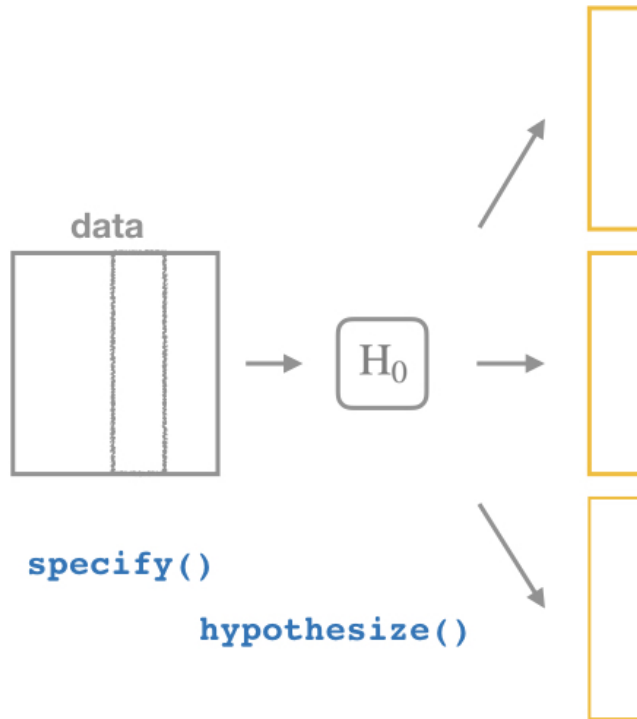 data
H₀
specify()
hypothesize()